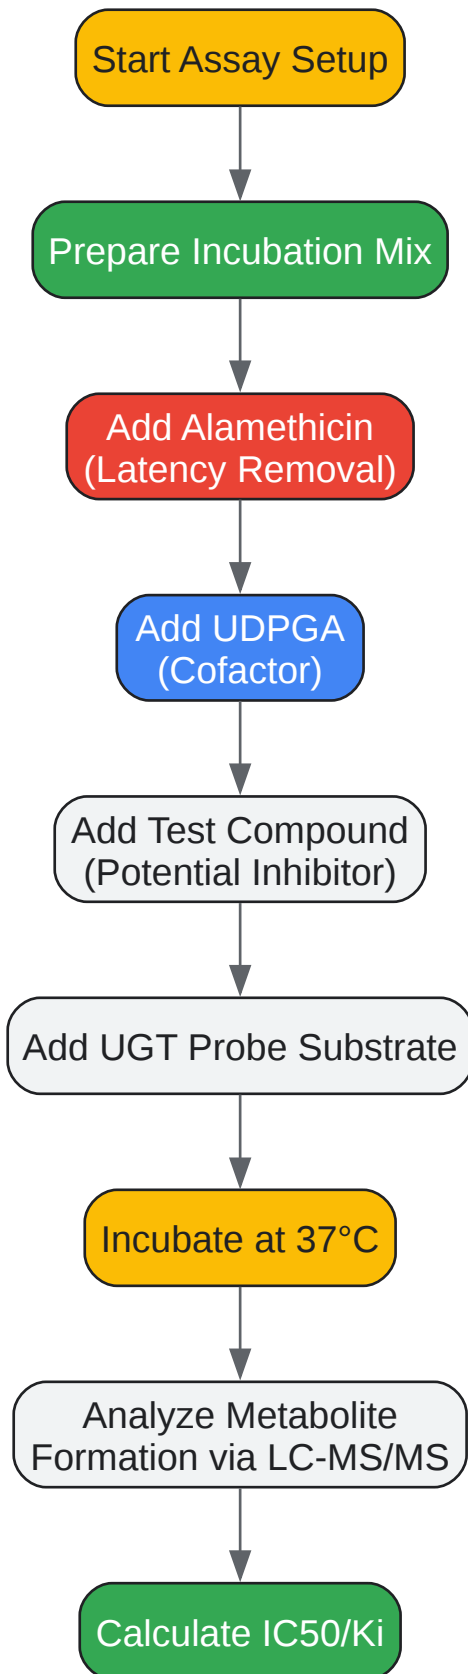 Start Assay Setup
Prepare Incubation Mix
Add Alamethicin
(Latency Removal)
Add UDPGA
(Cofactor)
Add Test Compound
(Potential Inhibitor)
Add UGT Probe Substrate
Incubate at 37°C
Analyze Metabolite
Formation via LC-MS/MS
Calculate IC50/Ki